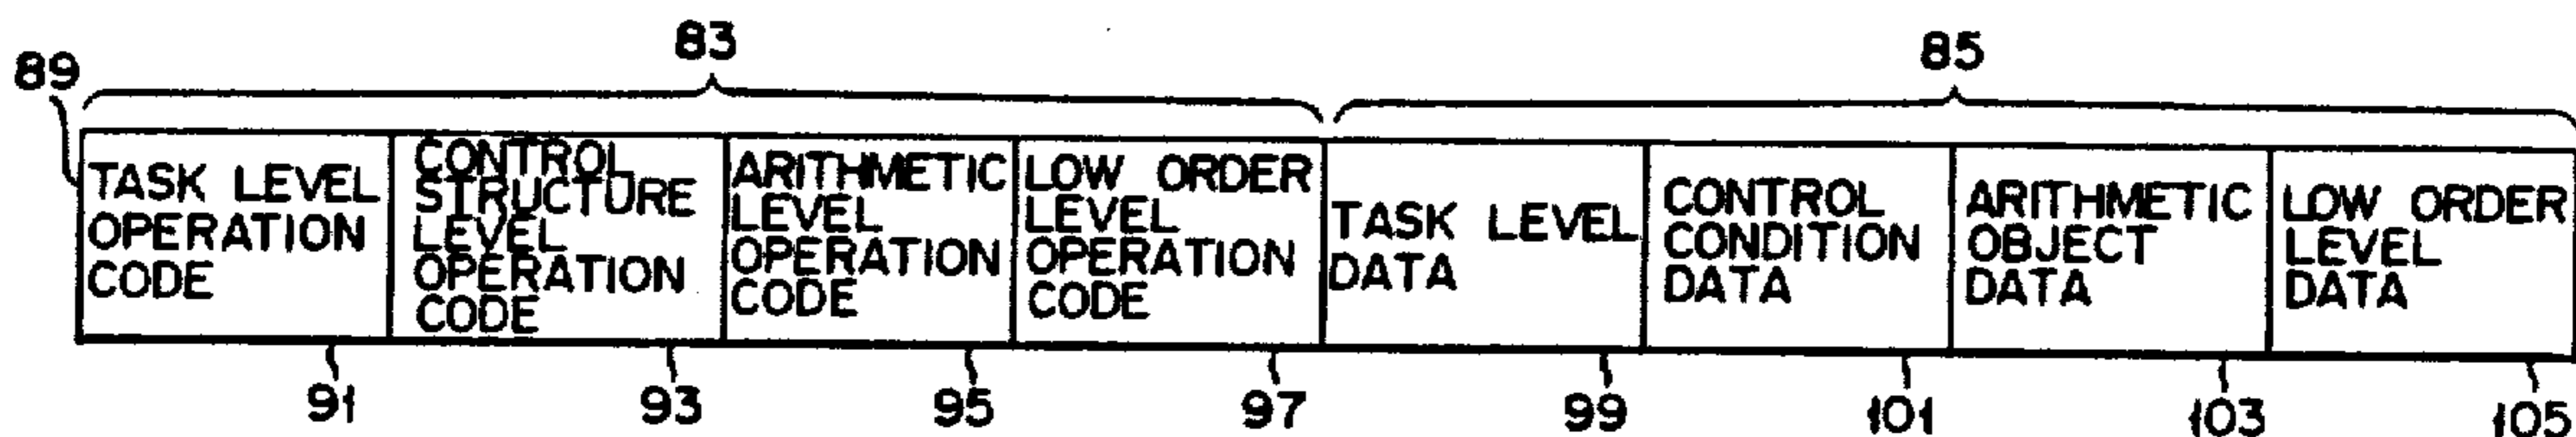 83
85
89
TASK LEVEL
OPERATION
CODE
CONTROL
STRUCTURE
LEVEL
OPERATION
CODE
ARITHMETIC
LEVEL
OPERATION
CODE
LOW ORDER
LEVEL
OPERATION
CODE
TASK LEVEL
DATA
CONTROL
CONDITION
DATA
ARITHMETIC
OBJECT
DATA
LOW ORDER
LEVEL
DATA
91
93
95
97
99
101
103
105